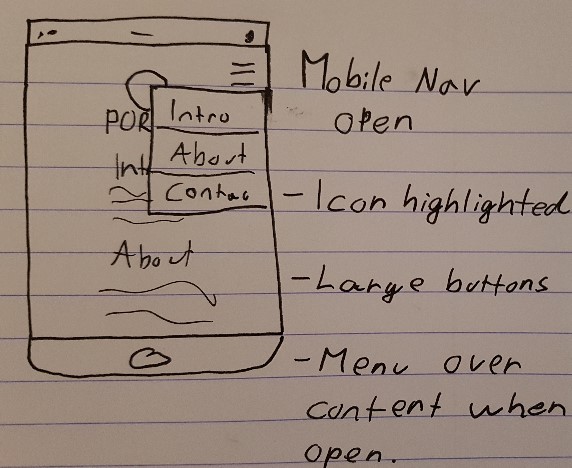 Mobile Nav
open
POR
Int
Intro
About
Contac
About
- Icon highlighted
- Large buttons
- Menu over
content when
open.